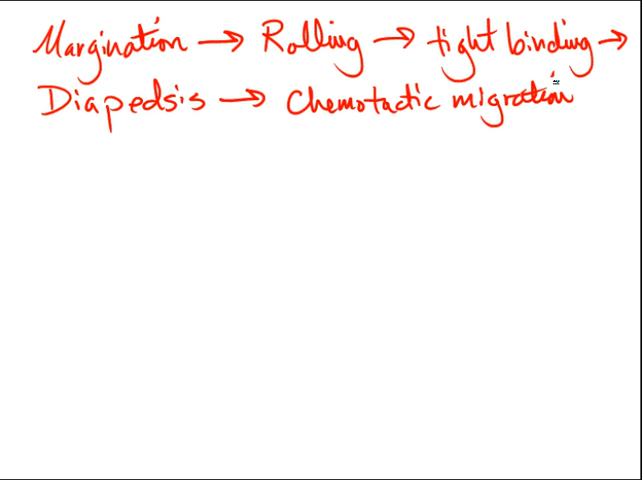 Margination → Rolling → tight binding →
Diapedsis → Chemotactic migration